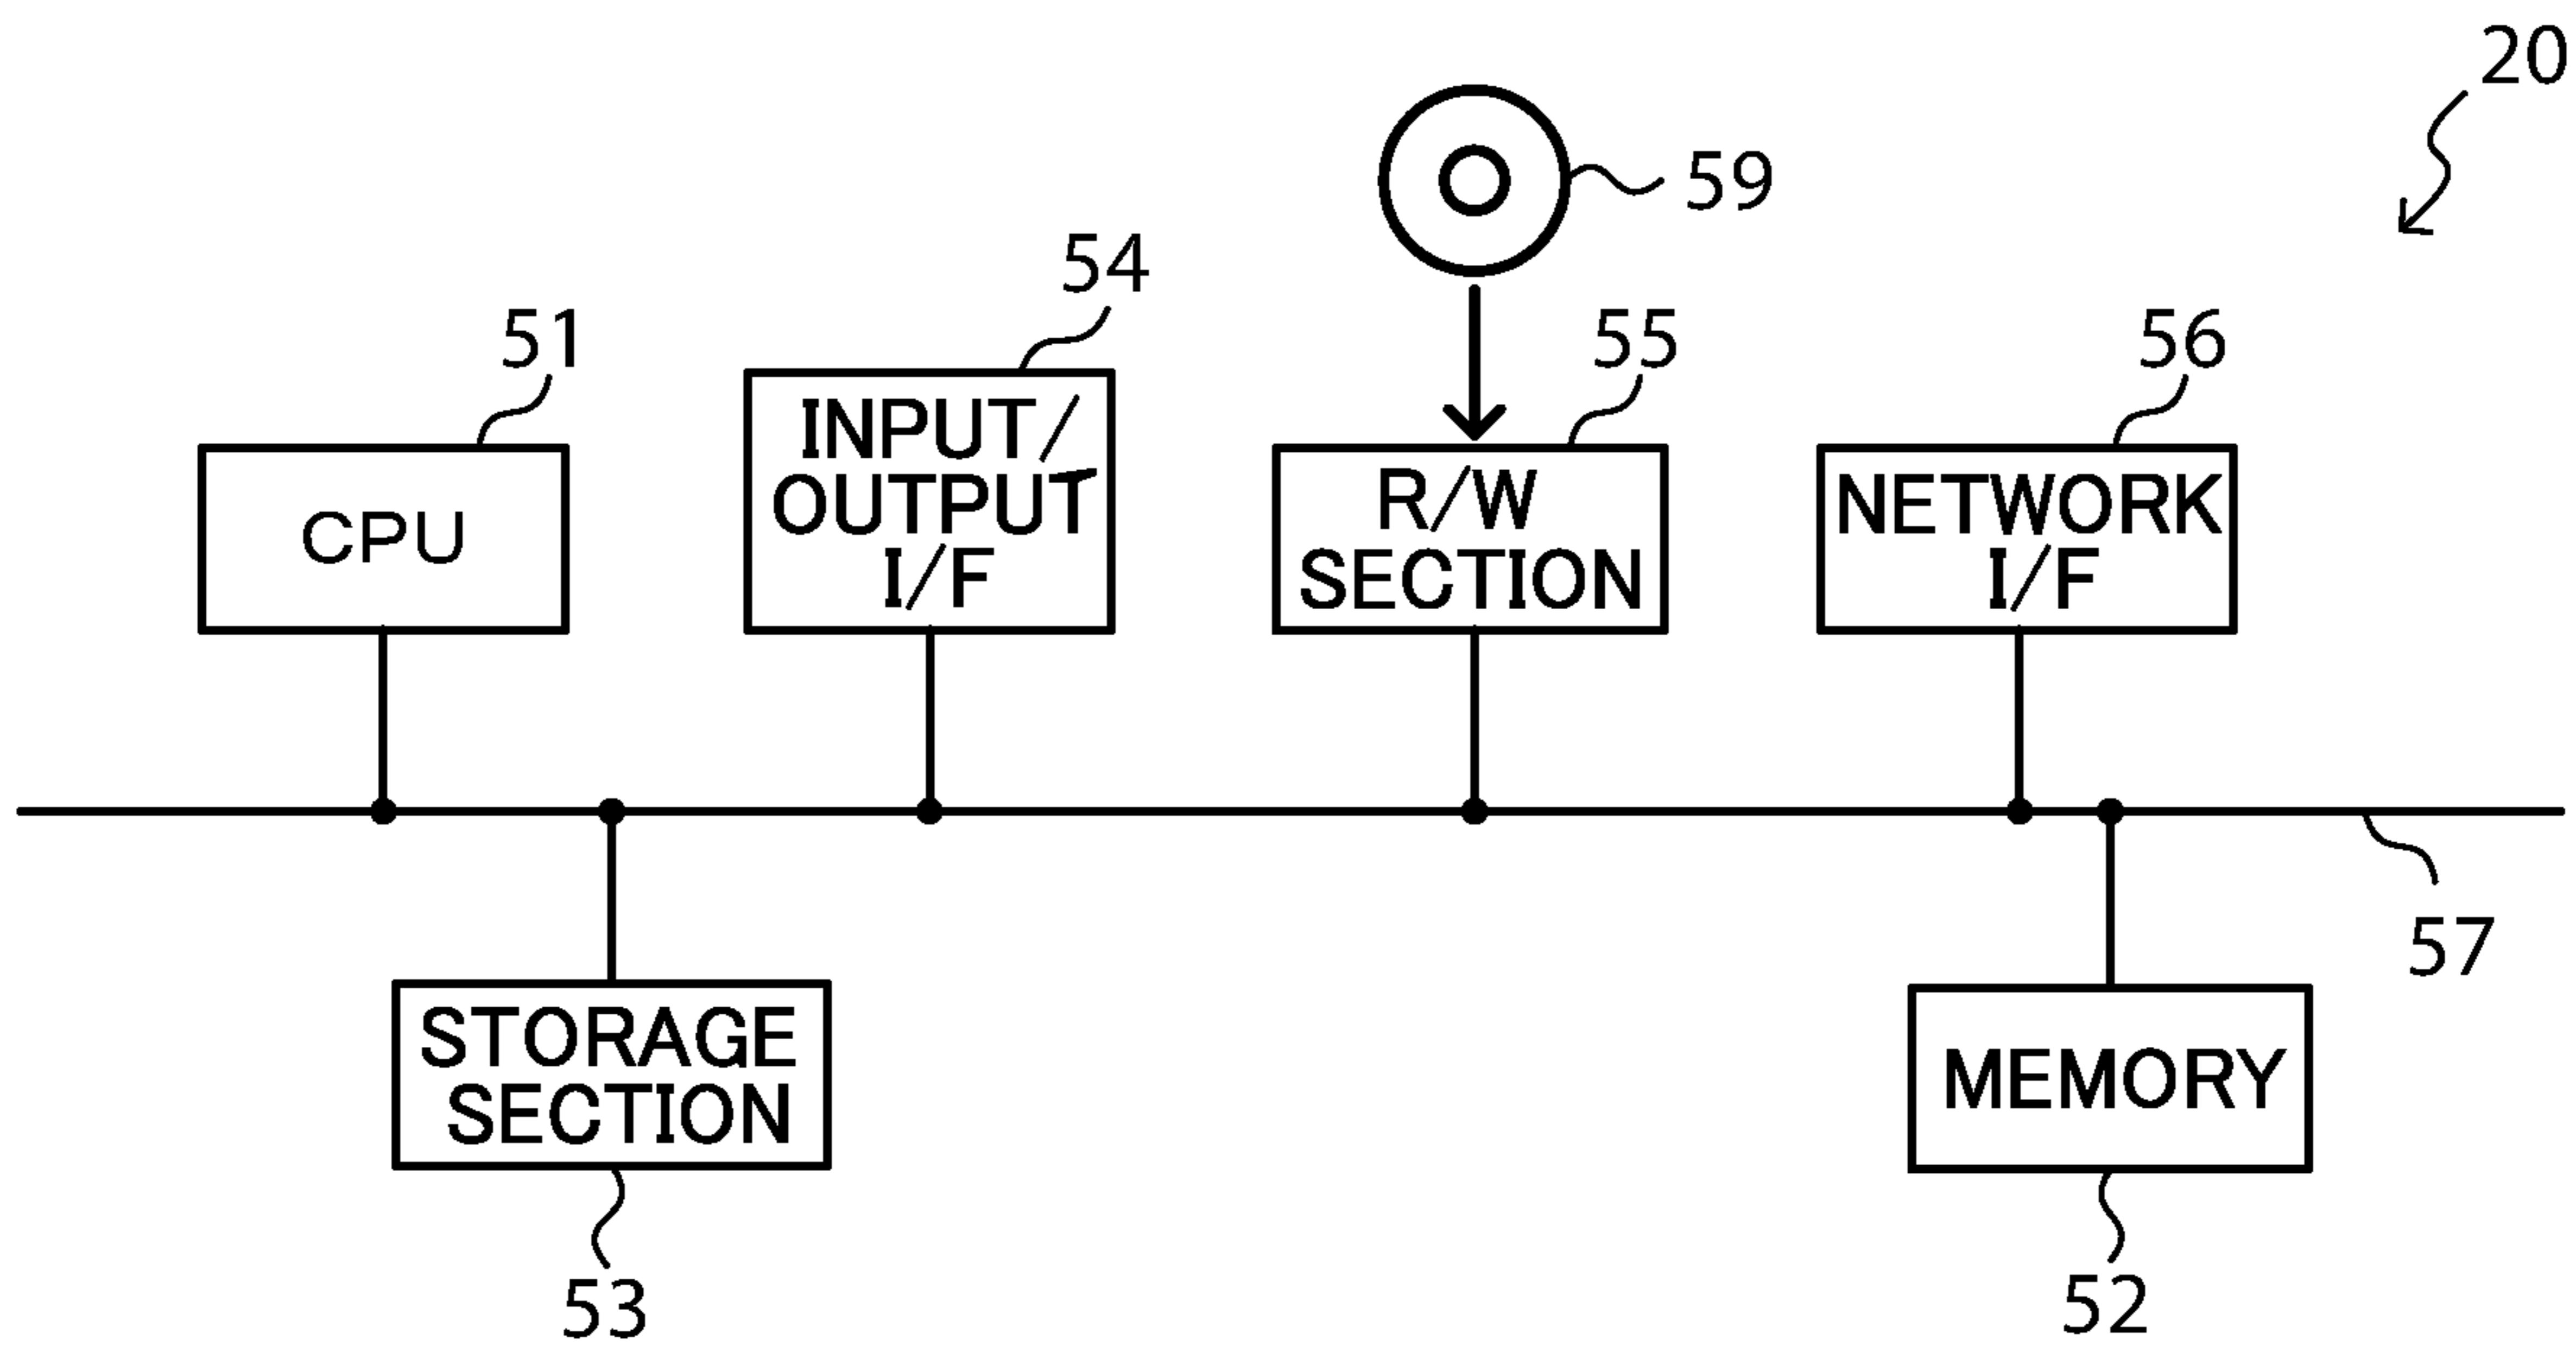 20
59
54
51
55
56
INPUT/
OUTPUT
I/F
CPU
R/W
SECTION
NETWORK
I/F
57
STORAGE
SECTION
MEMORY
53
52